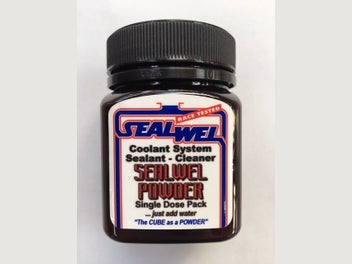 RACE TESTED
SEALWEL
Coolant System
Sealant - Cleaner
SEALWEL
POWDER
Single Dose Pack
...just add water
"The CUBE as a POWDER"